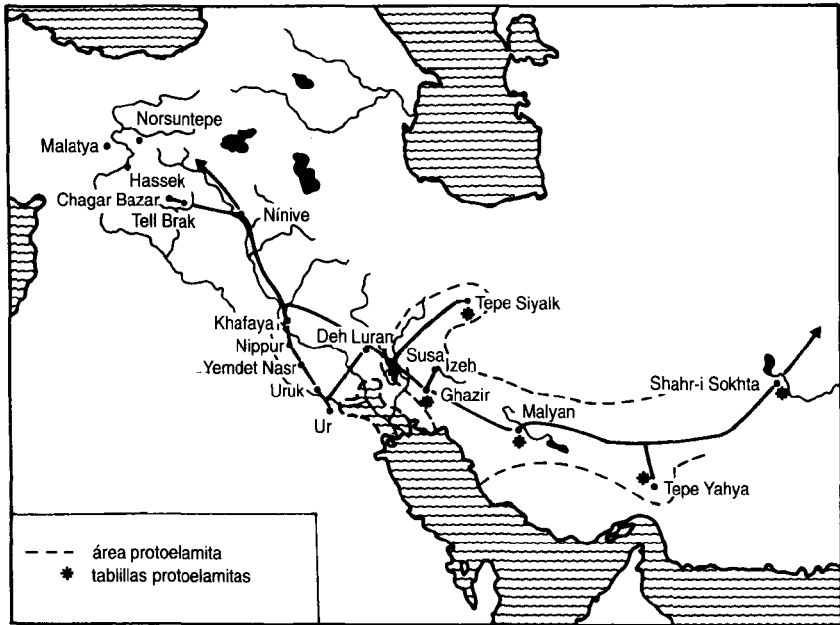 Norsuntepe
Malatya
Hassek
Chagar Bazar
Tell Brak
Nínive
Tepe Siyalk
Khafaya
Deh Luran
Nippur
Susa
Izeh
Yemdet Nasr
Ghazir
Shahr-i Sokhta
Uruk
Malyan
Ur
Tepe Yahya
área protoelamita
tablillas protoelamitas